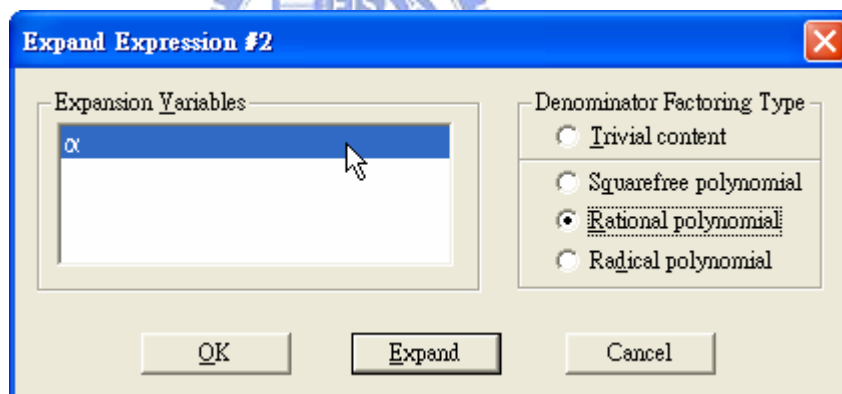 Expand Expression #2
Expansion Variables
α
Denominator Factoring Type
Trivial content
Squarefree polynomial
Rational polynomial
Radical polynomial
OK
Expand
Cancel